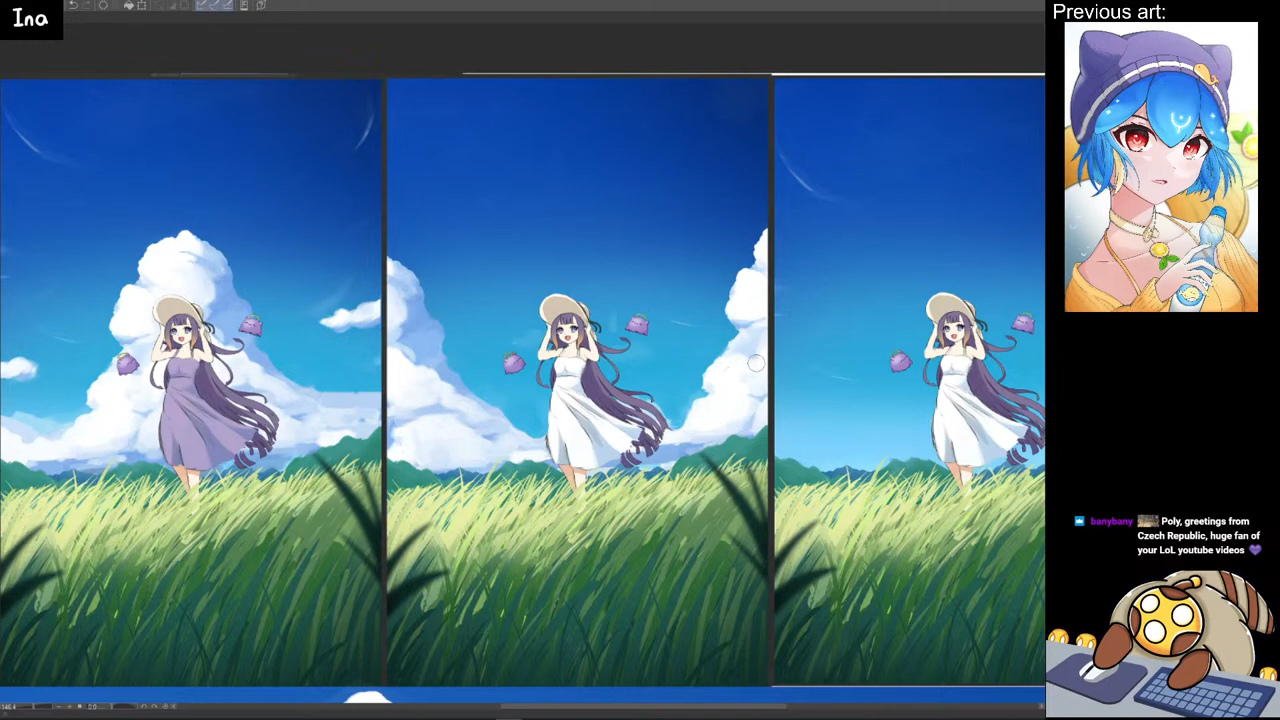 Ina
Previous art:
banybany Poly, greetings from
Czech Republic, huge fan of
your LoL youtube videos 💜